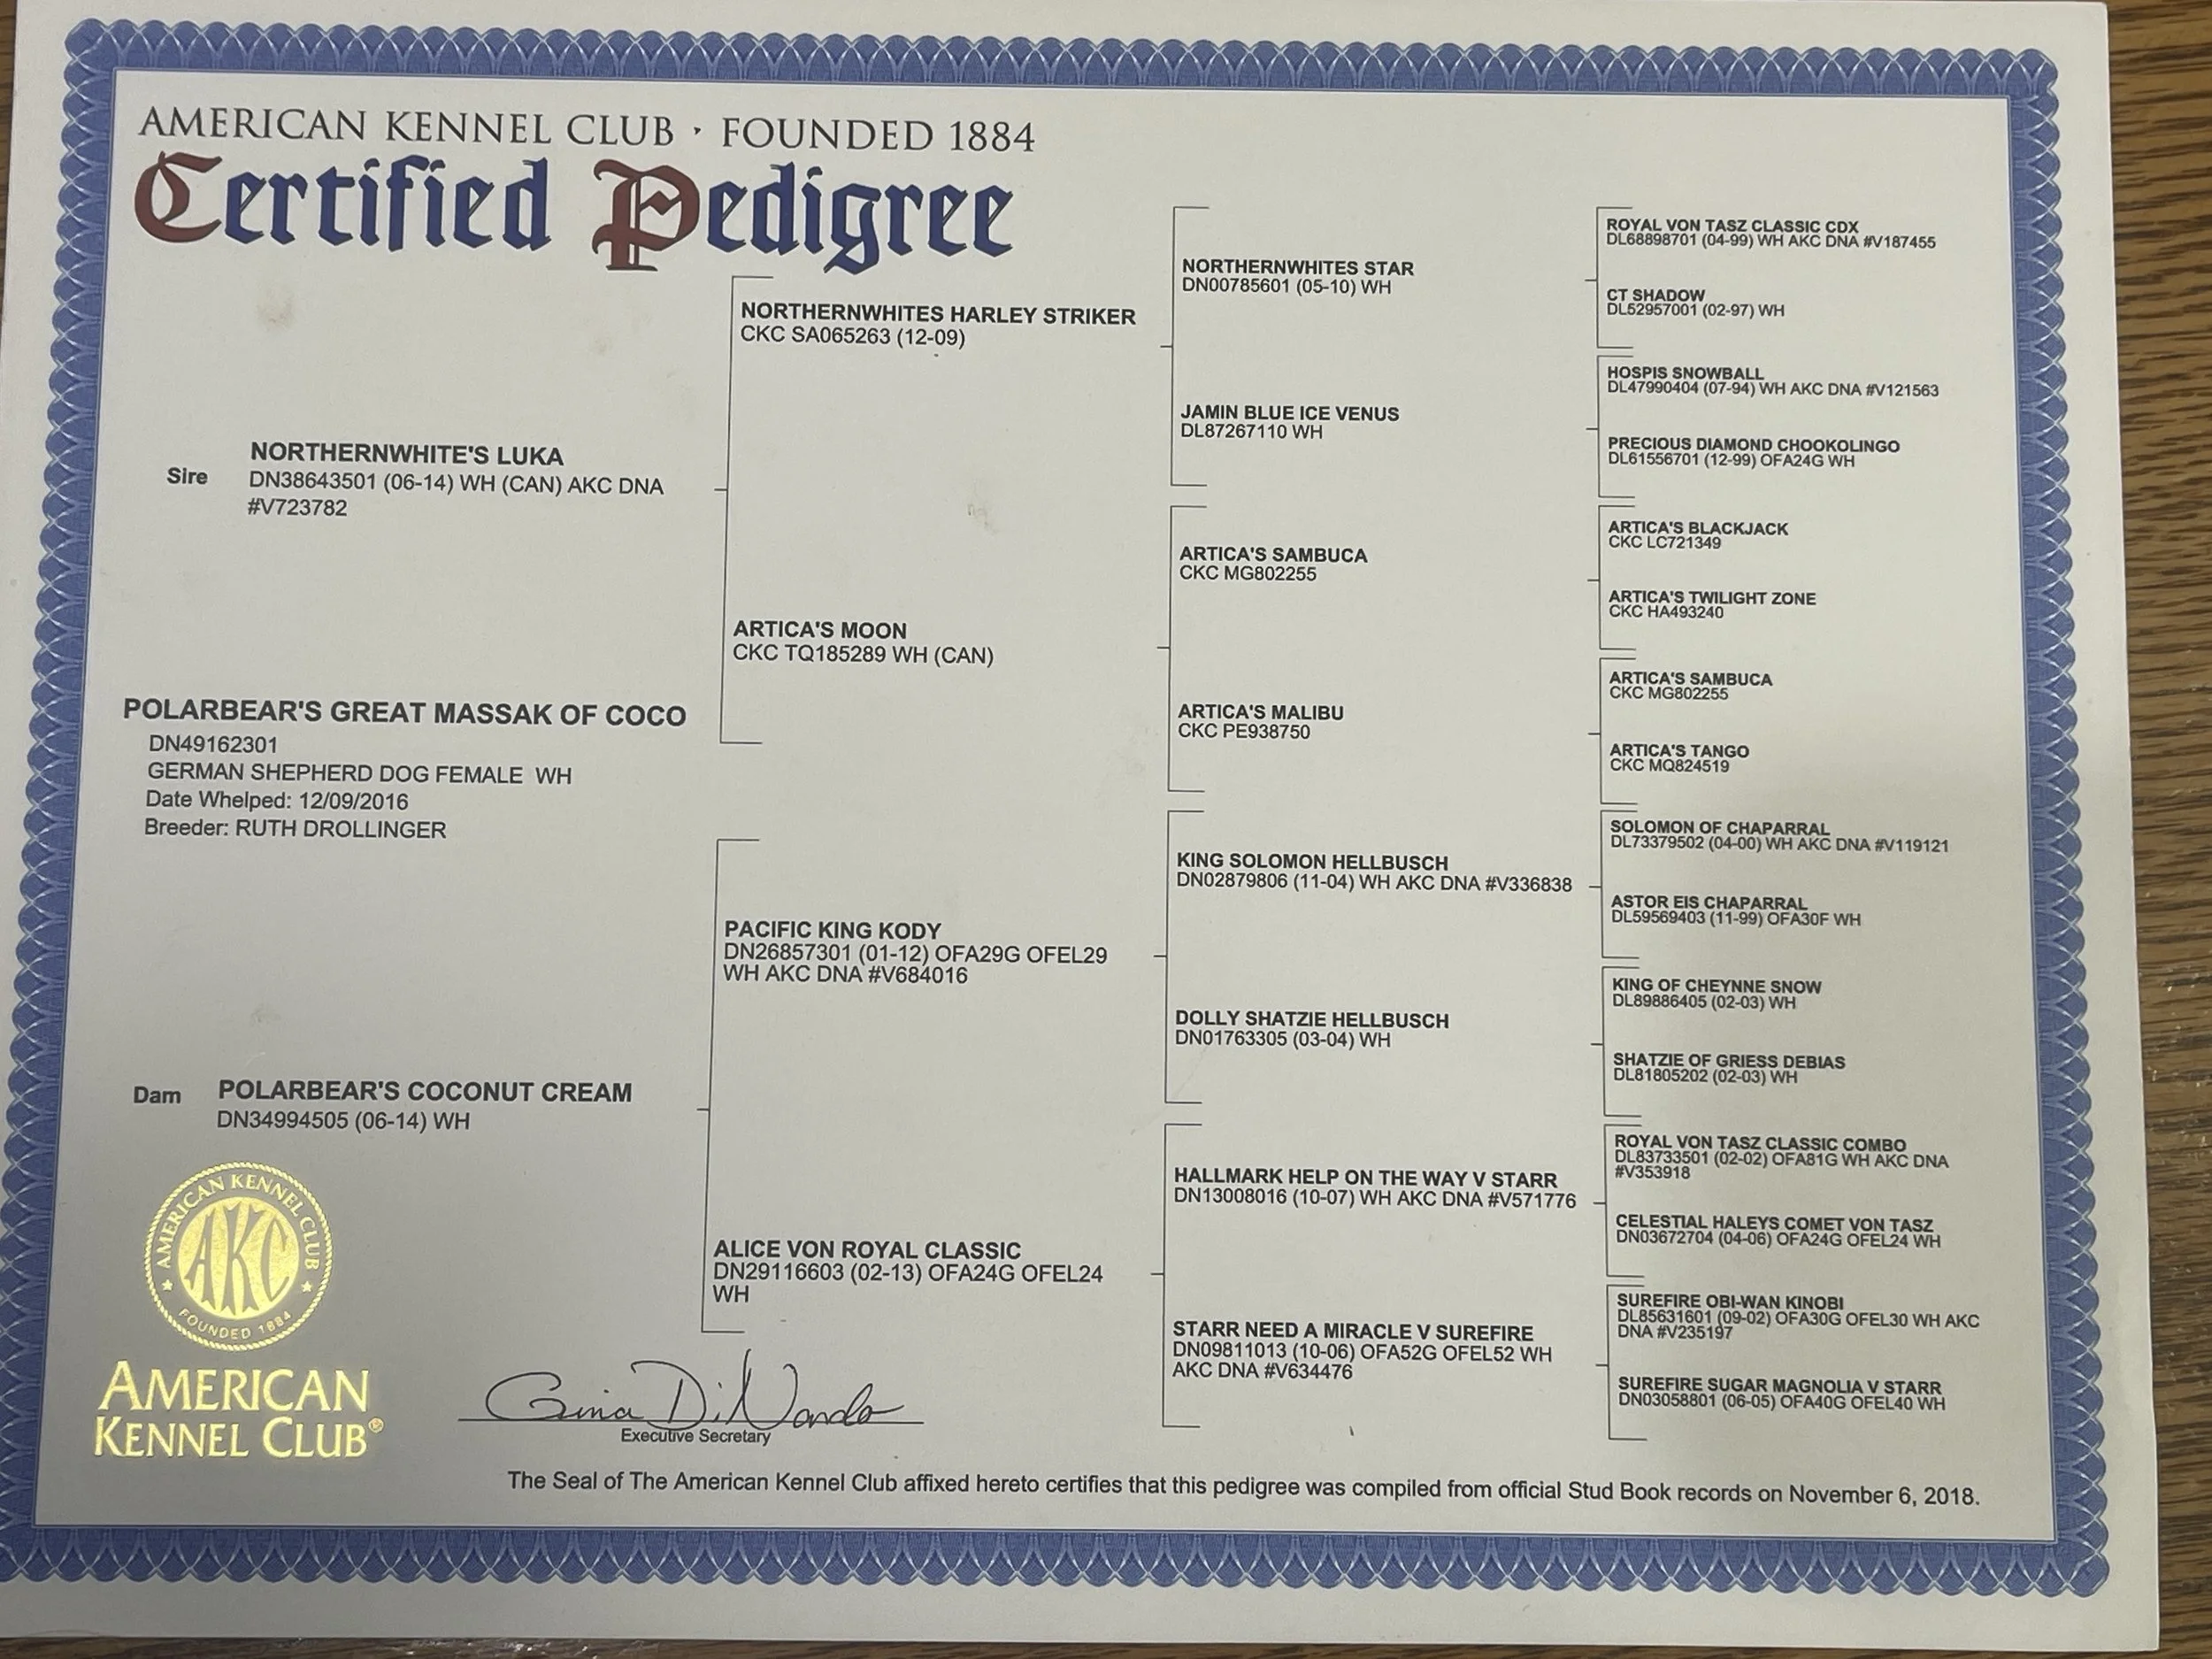 AMERICAN KENNEL CLUB · FOUNDED 1884
Certified Pedigree
Sire
NORTHERNWHITE'S LUKA
DN38643501 (06-14) WH (CAN) AKC DNA
#V723782
POLARBEAR'S GREAT MASSAK OF COCO
DN49162301
GERMAN SHEPHERD DOG FEMALE WH
Date Whelped: 12/09/2016
Breeder: RUTH DROLLINGER
Dam
POLARBEAR'S COCONUT CREAM
DN34994505 (06-14) WH
NORTHERNWHITES HARLEY STRIKER
CKC SA065263 (12-09)
ARTICA'S MOON
CKC TQ185289 WH (CAN)
PACIFIC KING KODY
DN26857301 (01-12) OFA29G OFEL29
WH AKC DNA #V684016
ALICE VON ROYAL CLASSIC
DN29116603 (02-13) OFA24G OFEL24
WH
NORTHERNWHITES STAR
DN00785601 (05-10) WH
JAMIN BLUE ICE VENUS
DL87267110 WH
ARTICA'S SAMBUCA
CKC MG802255
ARTICA'S MALIBU
CKC PE938750
KING SOLOMON HELLBUSCH
DN02879806 (11-04) WH AKC DNA #V336838
DOLLY SHATZIE HELLBUSCH
DN01763305 (03-04) WH
HALLMARK HELP ON THE WAY V STARR
DN13008016 (10-07) WH AKC DNA #V571776
STARR NEED A MIRACLE V SUREFIRE
DN09811013 (10-06) OFA52G OFEL52 WH
AKC DNA #V634476
ROYAL VON TASZ CLASSIC CDX
DL68898701 (04-99) WH AKC DNA #V187455
CT SHADOW
DL52957001 (02-97) WH
HOSPIS SNOWBALL
DL47990404 (07-94) WH AKC DNA #V121563
PRECIOUS DIAMOND CHOOKOLINGO
DL61556701 (12-99) OFA24G WH
ARTICA'S BLACKJACK
CKC LC721349
ARTICA'S TWILIGHT ZONE
CKC HA493240
ARTICA'S SAMBUCA
CKC MG802255
ARTICA'S TANGO
CKC MQ824519
SOLOMON OF CHAPARRAL
DL73379502 (04-00) WH AKC DNA #V119121
ASTOR EIS CHAPARRAL
DL59569403 (11-99) OFA30F WH
KING OF CHEYNNE SNOW
DL89886405 (02-03) WH
SHATZIE OF GRIESS DEBIAS
DL81805202 (02-03) WH
ROYAL VON TASZ CLASSIC COMBO
DL83733501 (02-02) OFA81G WH AKC DNA
#V353918
CELESTIAL HALEYS COMET VON TASZ
DN03672704 (04-06) OFA24G OFEL24 WH
SUREFIRE OBI-WAN KINOBI
DL85631601 (09-02) OFA30G OFEL30 WH AKC
DNA #V235197
SUREFIRE SUGAR MAGNOLIA V STARR
DN03058801 (06-05) OFA40G OFEL40 WH
AMERICAN KENNEL CLUB
AKC
FOUNDED 1884
AMERICAN
KENNEL CLUB®
Gina DiNardo
Executive Secretary
The Seal of The American Kennel Club affixed hereto certifies that this pedigree was compiled from official Stud Book records on November 6, 2018.